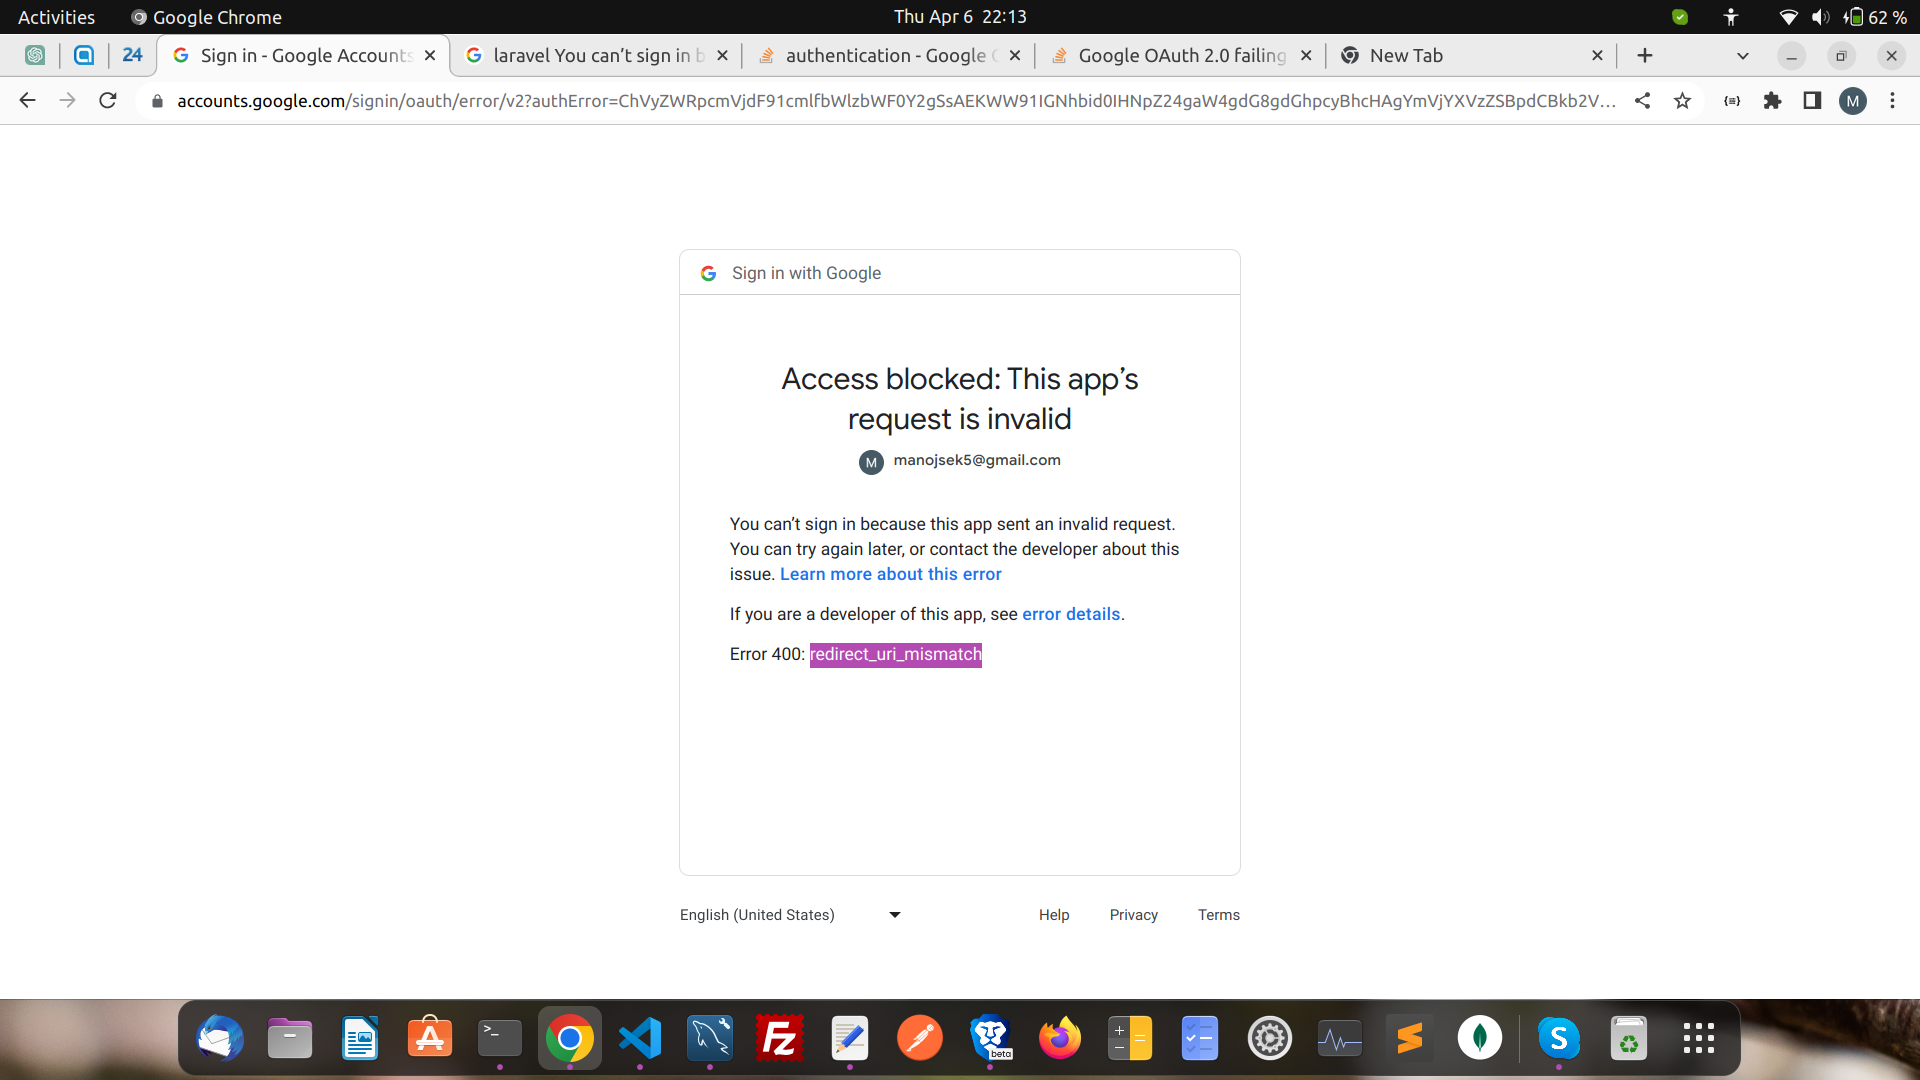 Activities
Google Chrome
Thu Apr 6 22:13
62 %
24
Sign in - Google Accounts
laravel You can’t sign in b
authentication - Google
Google OAuth 2.0 failing
New Tab
accounts.google.com/signin/oauth/error/v2?authError=ChVyZWRpcmVjdF91cmlfbWlzbWF0Y2gSsAEKWW91IGNhbid0IHNpZ24gaW4gdG8gdGhpcyBhcHAgYmVjYXVzZSBpdCBkb2V...
M
Sign in with Google
Access blocked: This app’s
request is invalid
M
manojsek5@gmail.com
You can’t sign in because this app sent an invalid request.
You can try again later, or contact the developer about this
issue. Learn more about this error
If you are a developer of this app, see error details.
Error 400: redirect_uri_mismatch
English (United States)
Help
Privacy
Terms
beta